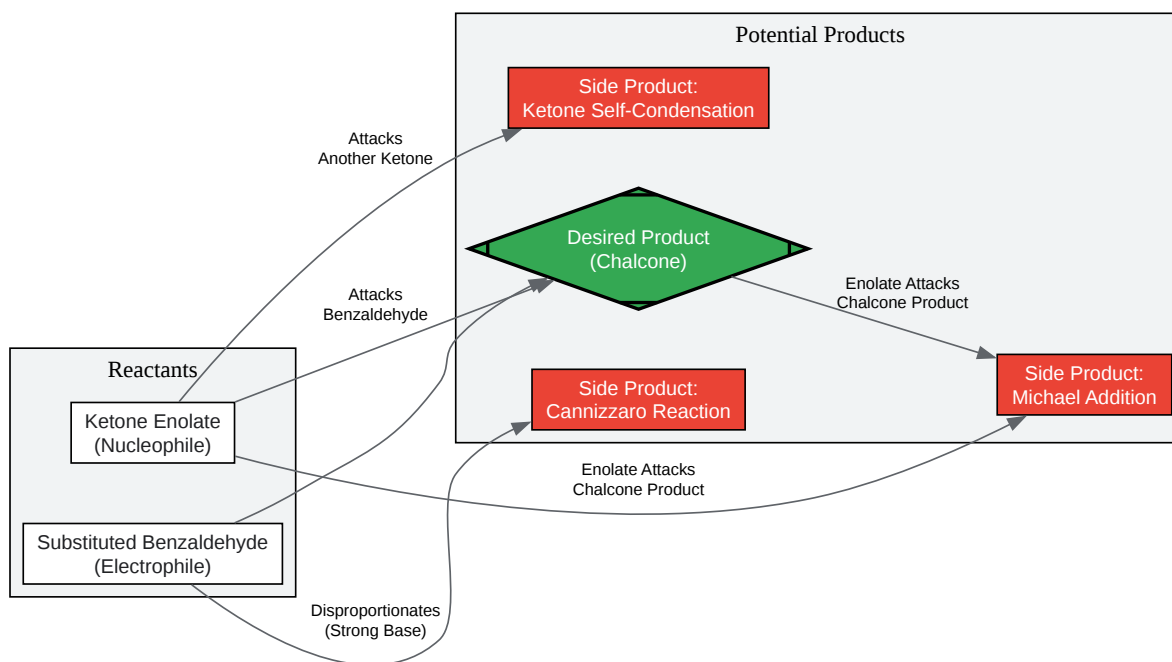 Potential Products
Side Product:
Ketone Self-Condensation
Attacks
Another Ketone
Desired Product
(Chalcone)
Enolate Attacks
Chalcone Product
Attacks
Benzaldehyde
Reactants
Side Product:
Cannizzaro Reaction
Side Product:
Michael Addition
Ketone Enolate
(Nucleophile)
Enolate Attacks
Chalcone Product
Substituted Benzaldehyde
(Electrophile)
Disproportionates
(Strong Base)